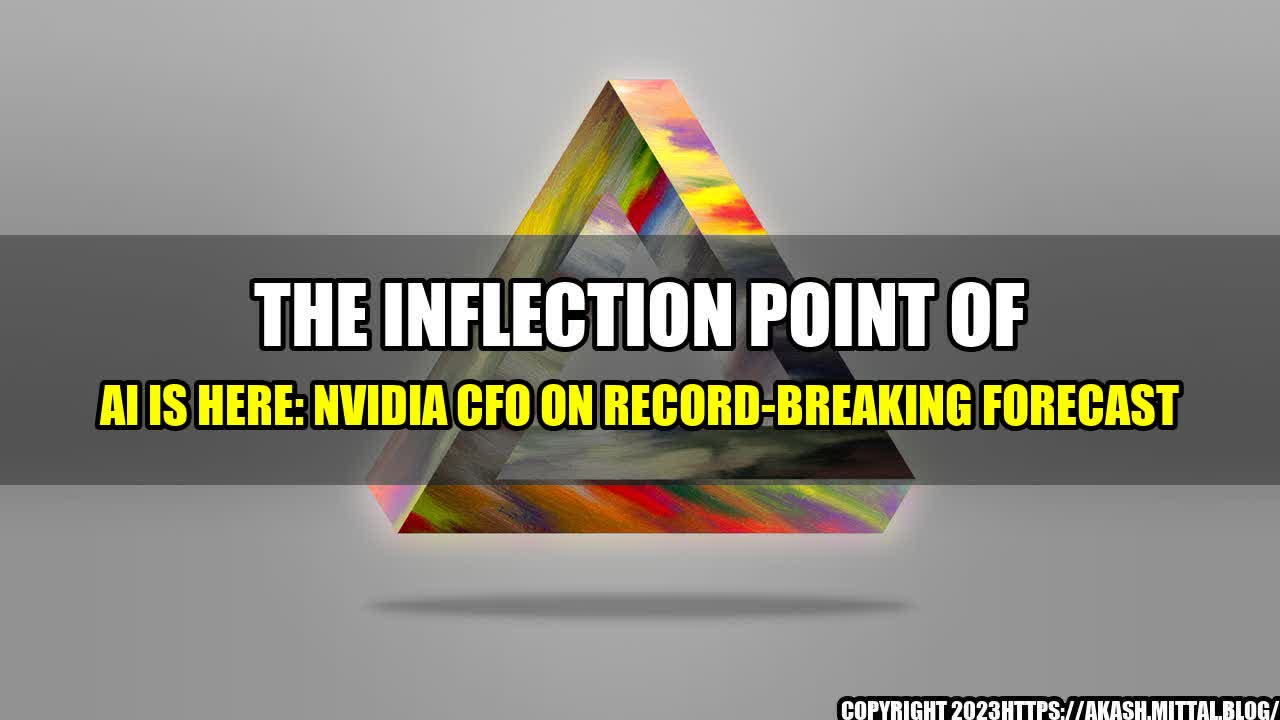 THE INFLECTION POINT OF
AI IS HERE: NVIDIA CFO ON RECORD-BREAKING FORECAST
COPYRIGHT 2023HTTPS://AKASH.MITTAL.BLOG/